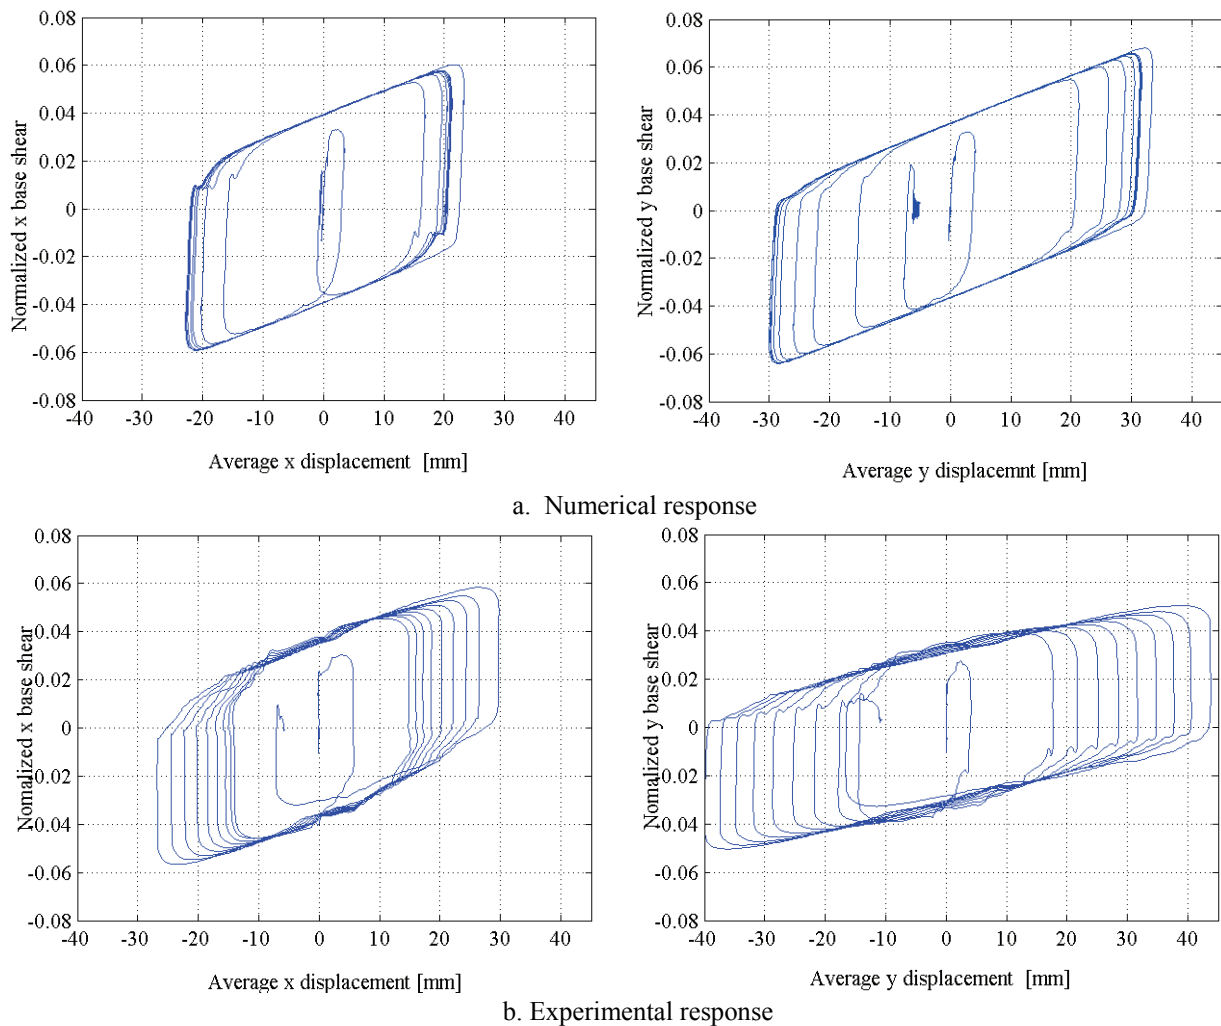 0.08
0.06
0.04
0.02
0
-0.02
-0.04
-0.06
-0.08
Normalized x base shear
-40 -30 -20 -10 0 10 20 30 40
Average x displacement [mm]
0.08
0.06
0.04
0.02
0
-0.02
-0.04
-0.06
-0.08
Normalized y base shear
-40 -30 -20 -10 0 10 20 30 40
Average y displacemnt [mm]
a. Numerical response
0.08
0.06
0.04
0.02
0
-0.02
-0.04
-0.06
-0.08
Nomalized x base shear
-40 -30 -20 -10 0 10 20 30 40
Average x displacement [mm]
0.08
0.06
0.04
0.02
0
0.02
-0.04
-0.06
-0.08
Nomalized y base shear
-40 -30 -20 -10 0 10 20 30 40
Average y displacement [mm]
b. Experimental response